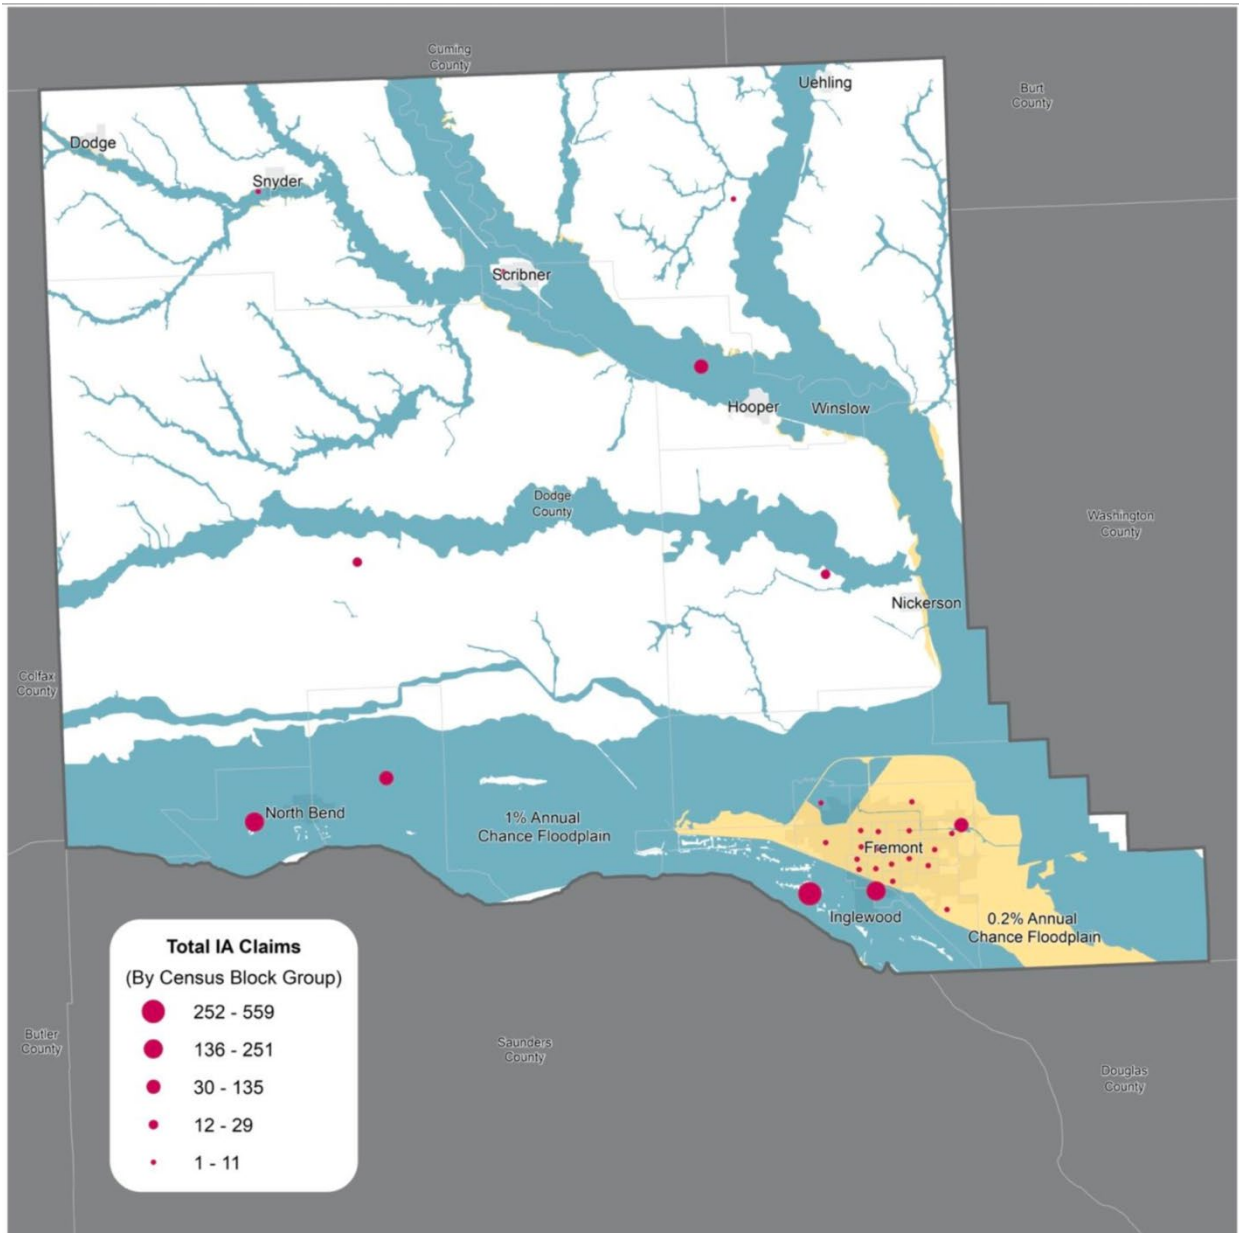 Cuming
County
Uehling
Burt
County
Dodge
Snyder
Scribner
Hooper
Winslow
Dodge
County
Washington
County
Nickerson
Colfax
County
North Bend
1% Annual
Chance Floodplain
Fremont
Inglewood
0.2% Annual
Chance Floodplain
Total IA Claims
(By Census Block Group)
252 - 559
136 - 251
30 - 135
12 - 29
1 - 11
Butler
County
Saunders
County
Douglas
County